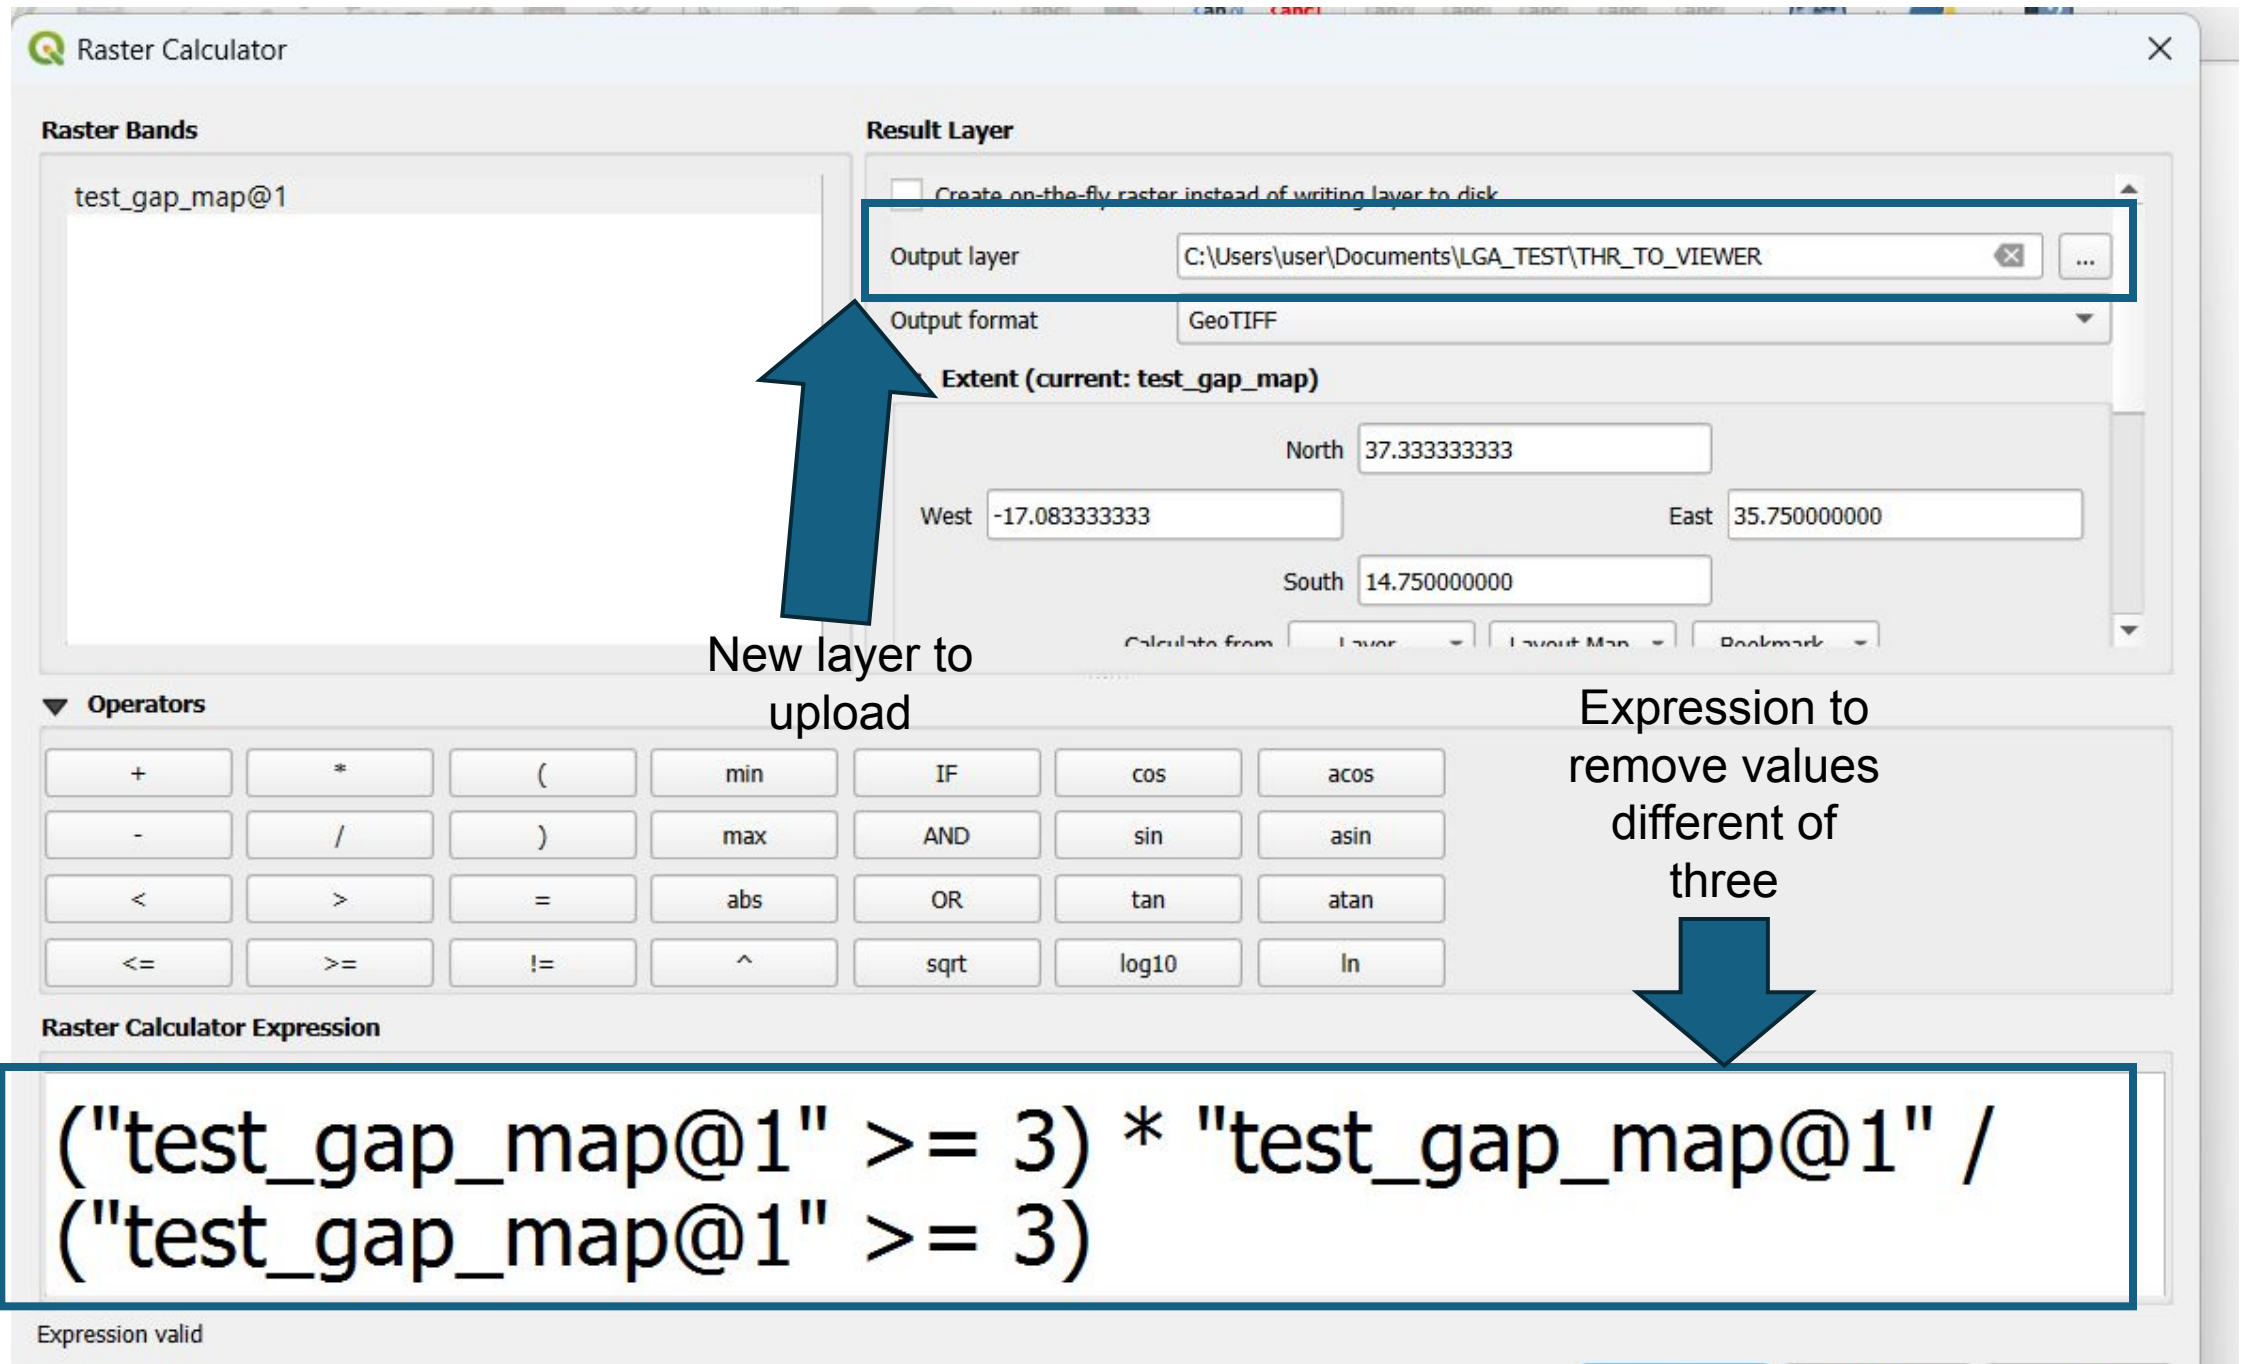 Raster Calculator
Raster Bands
test_gap_map@1
Result Layer
Create on-the-fly raster instead of writing layer to disk
Output layer
C:\Users\user\Documents\LGA_TEST\THR_TO_VIEWER
...
Output format
GeoTIFF
Extent (current: test_gap_map)
North
37.333333333
West
-17.083333333
East
35.750000000
South
14.750000000
Calculate from
Layer
Layout Map
Bookmark
New layer to
upload
Expression to
remove values
different of
three
Operators
+ * ( min IF cos acos
- / ) max AND sin asin
< > = abs OR tan atan
<= >= != ^ sqrt log10 ln
Raster Calculator Expression
("test_gap_map@1" >= 3) * "test_gap_map@1" /
("test_gap_map@1" >= 3)
Expression valid